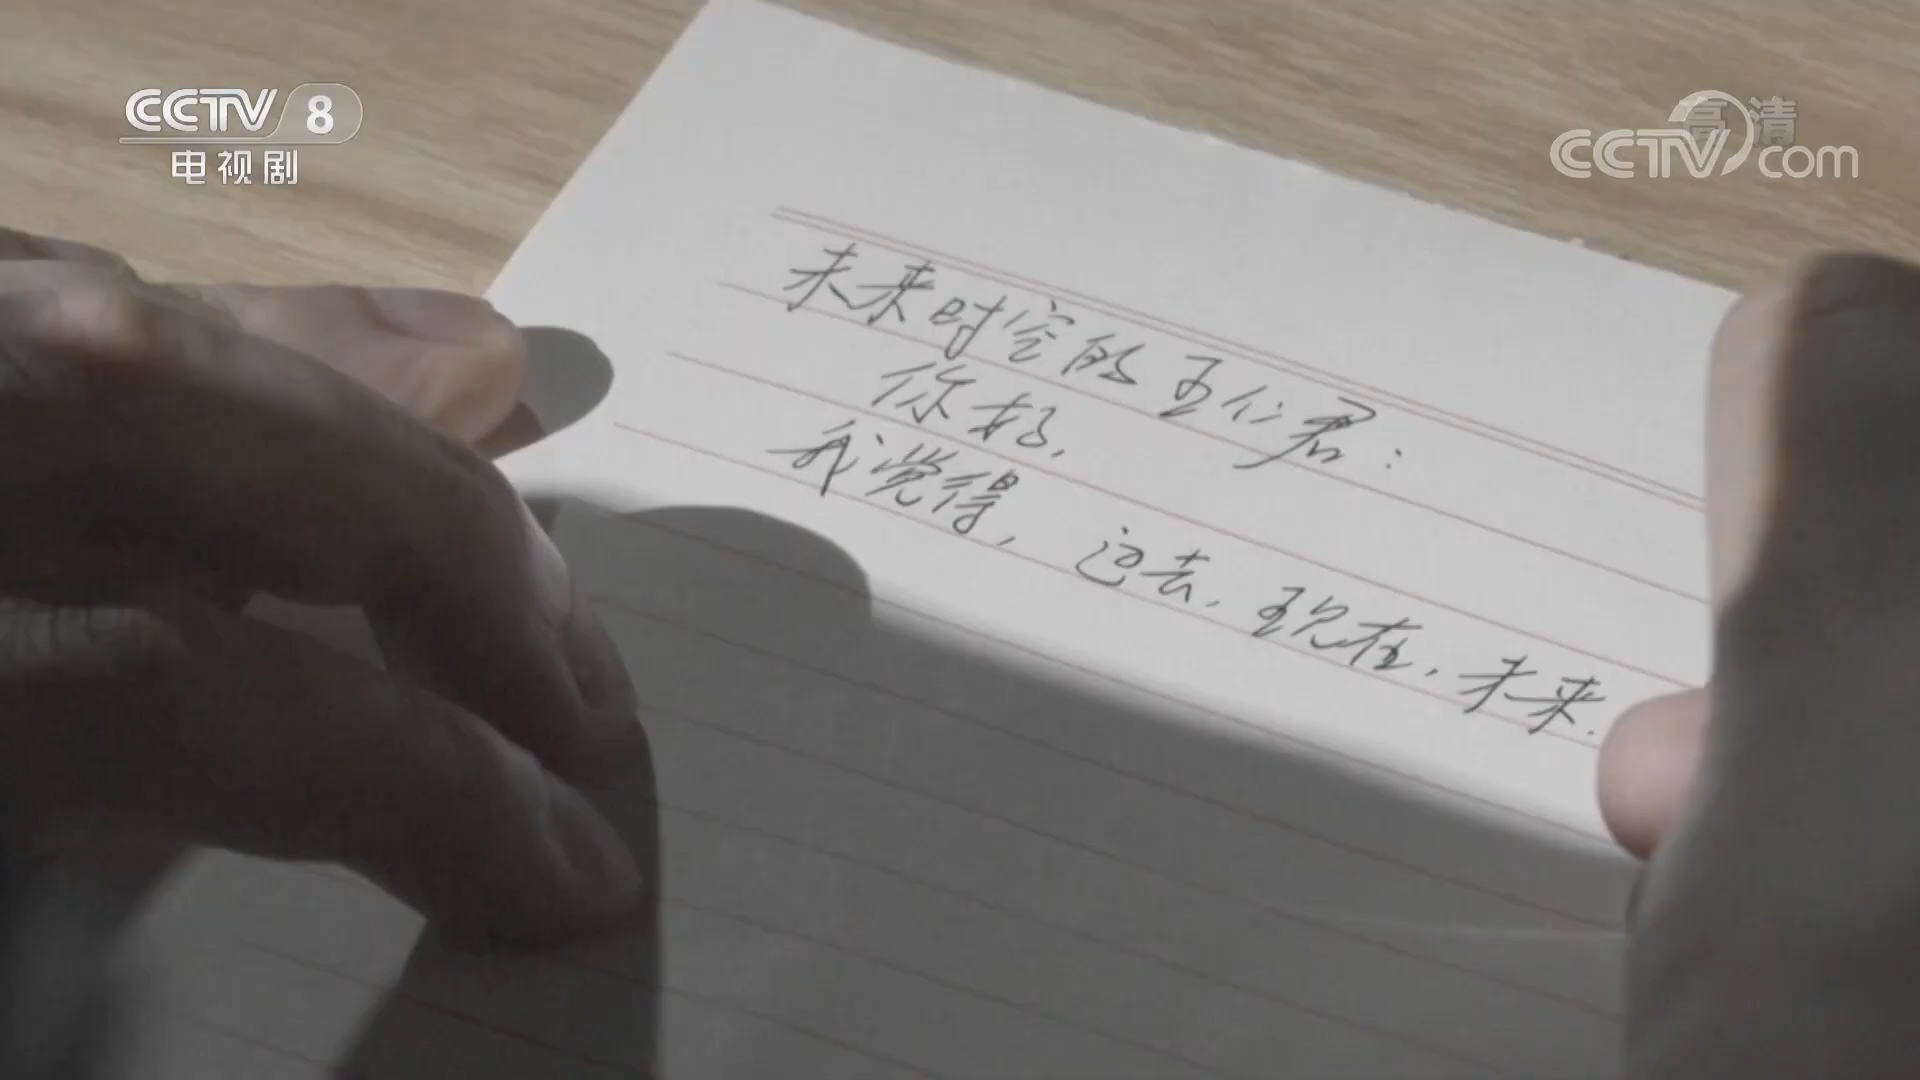 CCTV 8
电视剧
高清
CCTV.com
未来时空的王仁君:
你好,
我觉得, 过去, 现在, 未来.